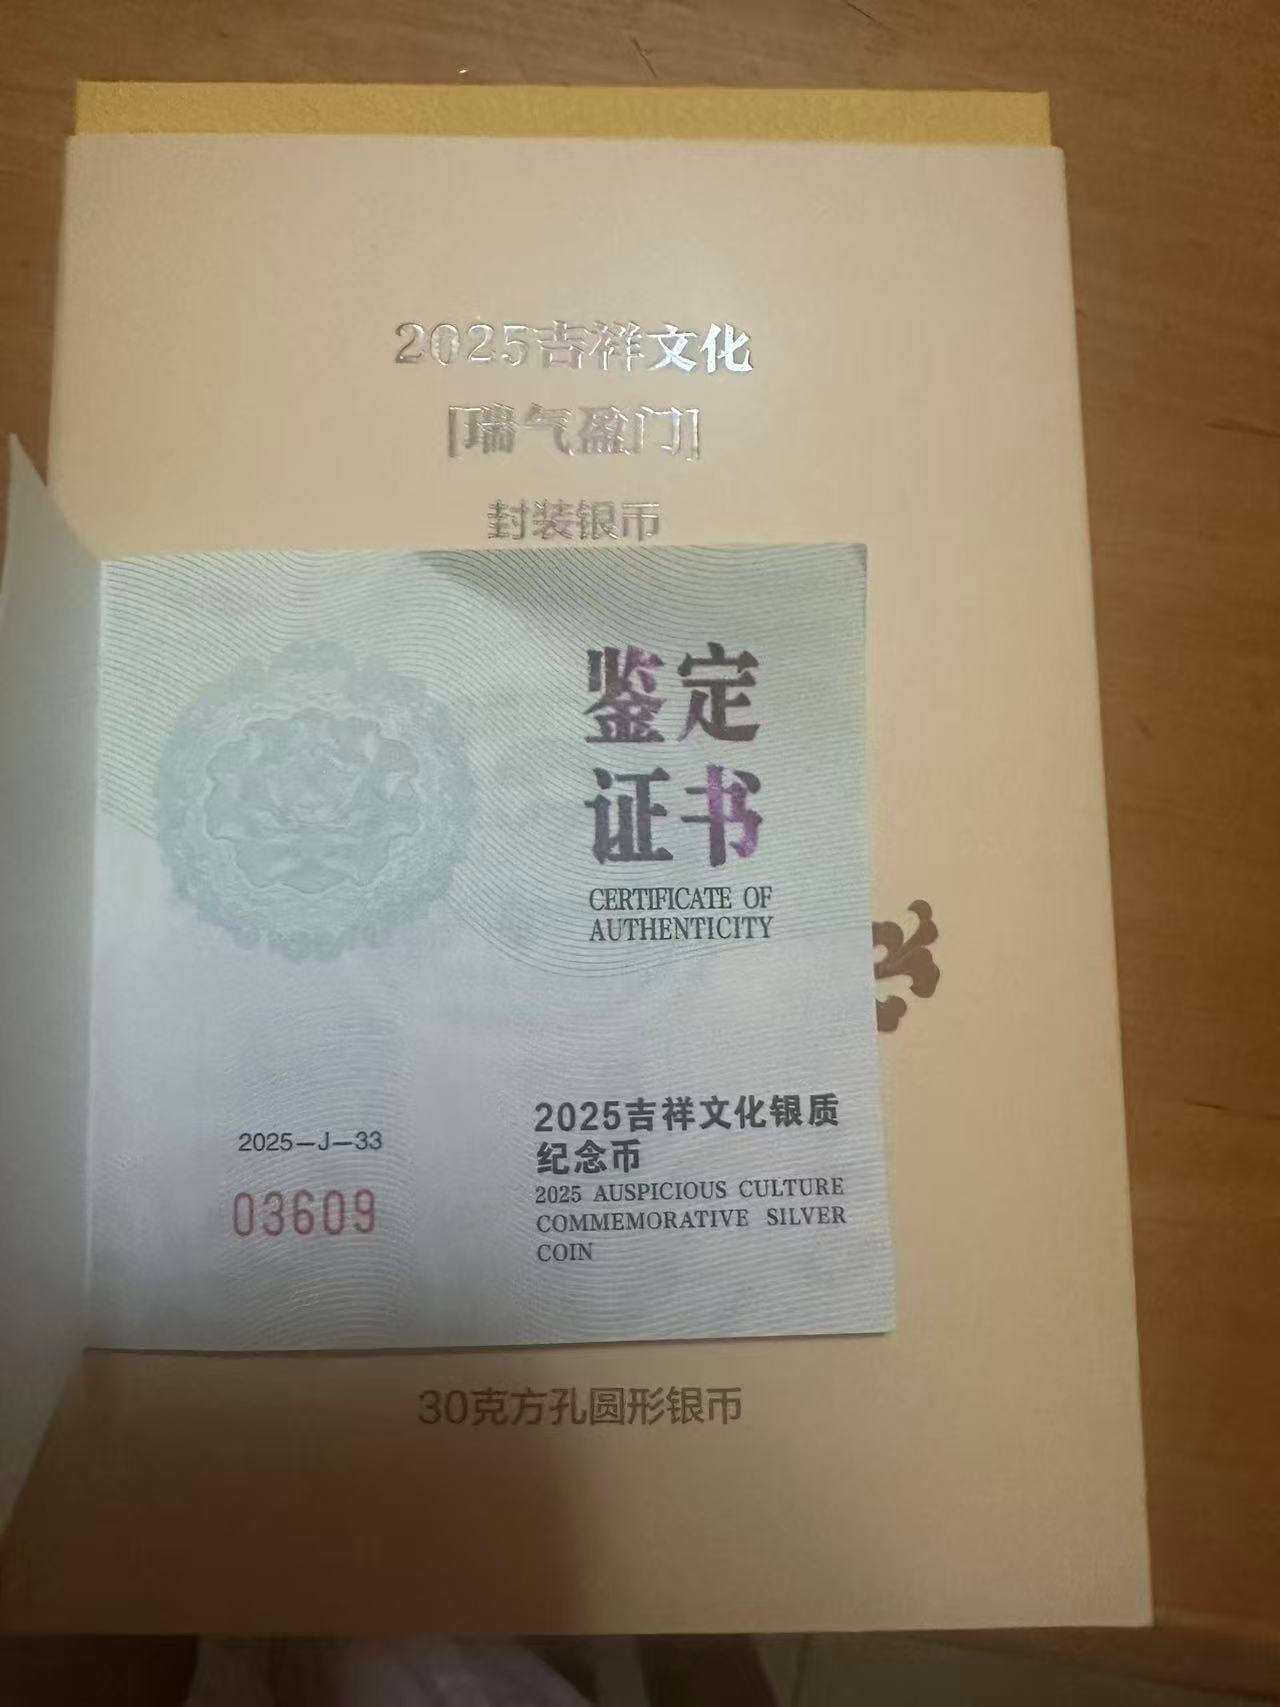 2025吉祥文化
[瑞气盈门]
封装银币
鉴定
证书
CERTIFICATE OF
AUTHENTICITY
2025-J-33
03609
2025吉祥文化银质
纪念币
2025 AUSPICIOUS CULTURE
COMMEMORATIVE SILVER
COIN
30克方孔圆形银币